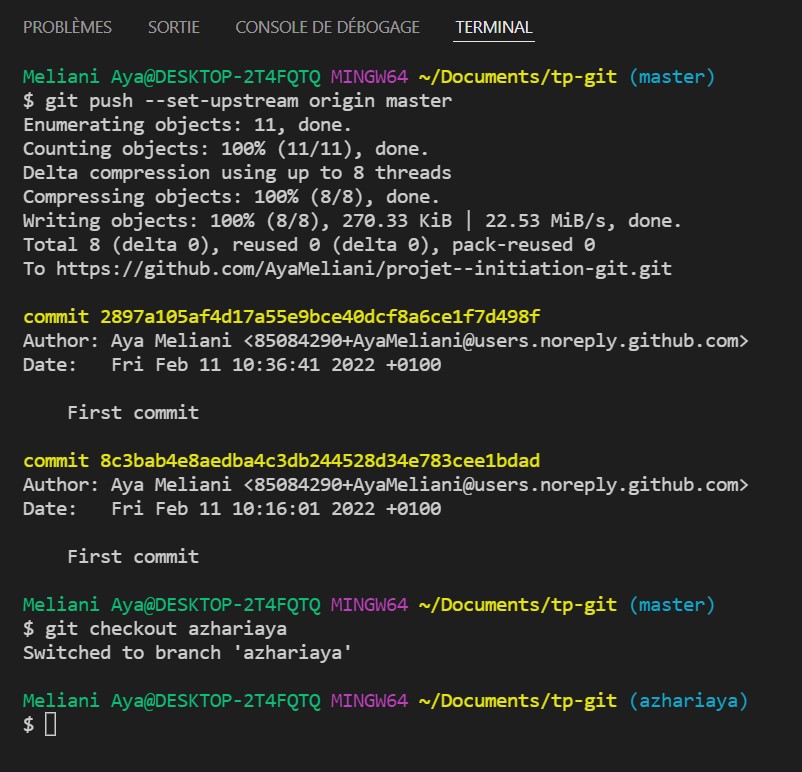 PROBLÈMES SORTIE CONSOLE DE DÉBOGAGE TERMINAL
Meliani Aya@DESKTOP-2T4FQTQ MINGW64 ~/Documents/tp-git (master)
$ git push --set-upstream origin master
Enumerating objects: 11, done.
Counting objects: 100% (11/11), done.
Delta compression using up to 8 threads
Compressing objects: 100% (8/8), done.
Writing objects: 100% (8/8), 270.33 KiB | 22.53 MiB/s, done.
Total 8 (delta 0), reused 0 (delta 0), pack-reused 0
To https://github.com/AyaMeliani/projet--initiation-git.git
commit 2897a105af4d17a55e9bce40dcf8a6ce1f7d498f
Author: Aya Meliani <85084290+AyaMeliani@users.noreply.github.com>
Date:   Fri Feb 11 10:36:41 2022 +0100
    First commit
commit 8c3bab4e8aedba4c3db244528d34e783cee1bdad
Author: Aya Meliani <85084290+AyaMeliani@users.noreply.github.com>
Date:   Fri Feb 11 10:16:01 2022 +0100
    First commit
Meliani Aya@DESKTOP-2T4FQTQ MINGW64 ~/Documents/tp-git (master)
$ git checkout azhariaya
Switched to branch 'azhariaya'
Meliani Aya@DESKTOP-2T4FQTQ MINGW64 ~/Documents/tp-git (azhariaya)
$